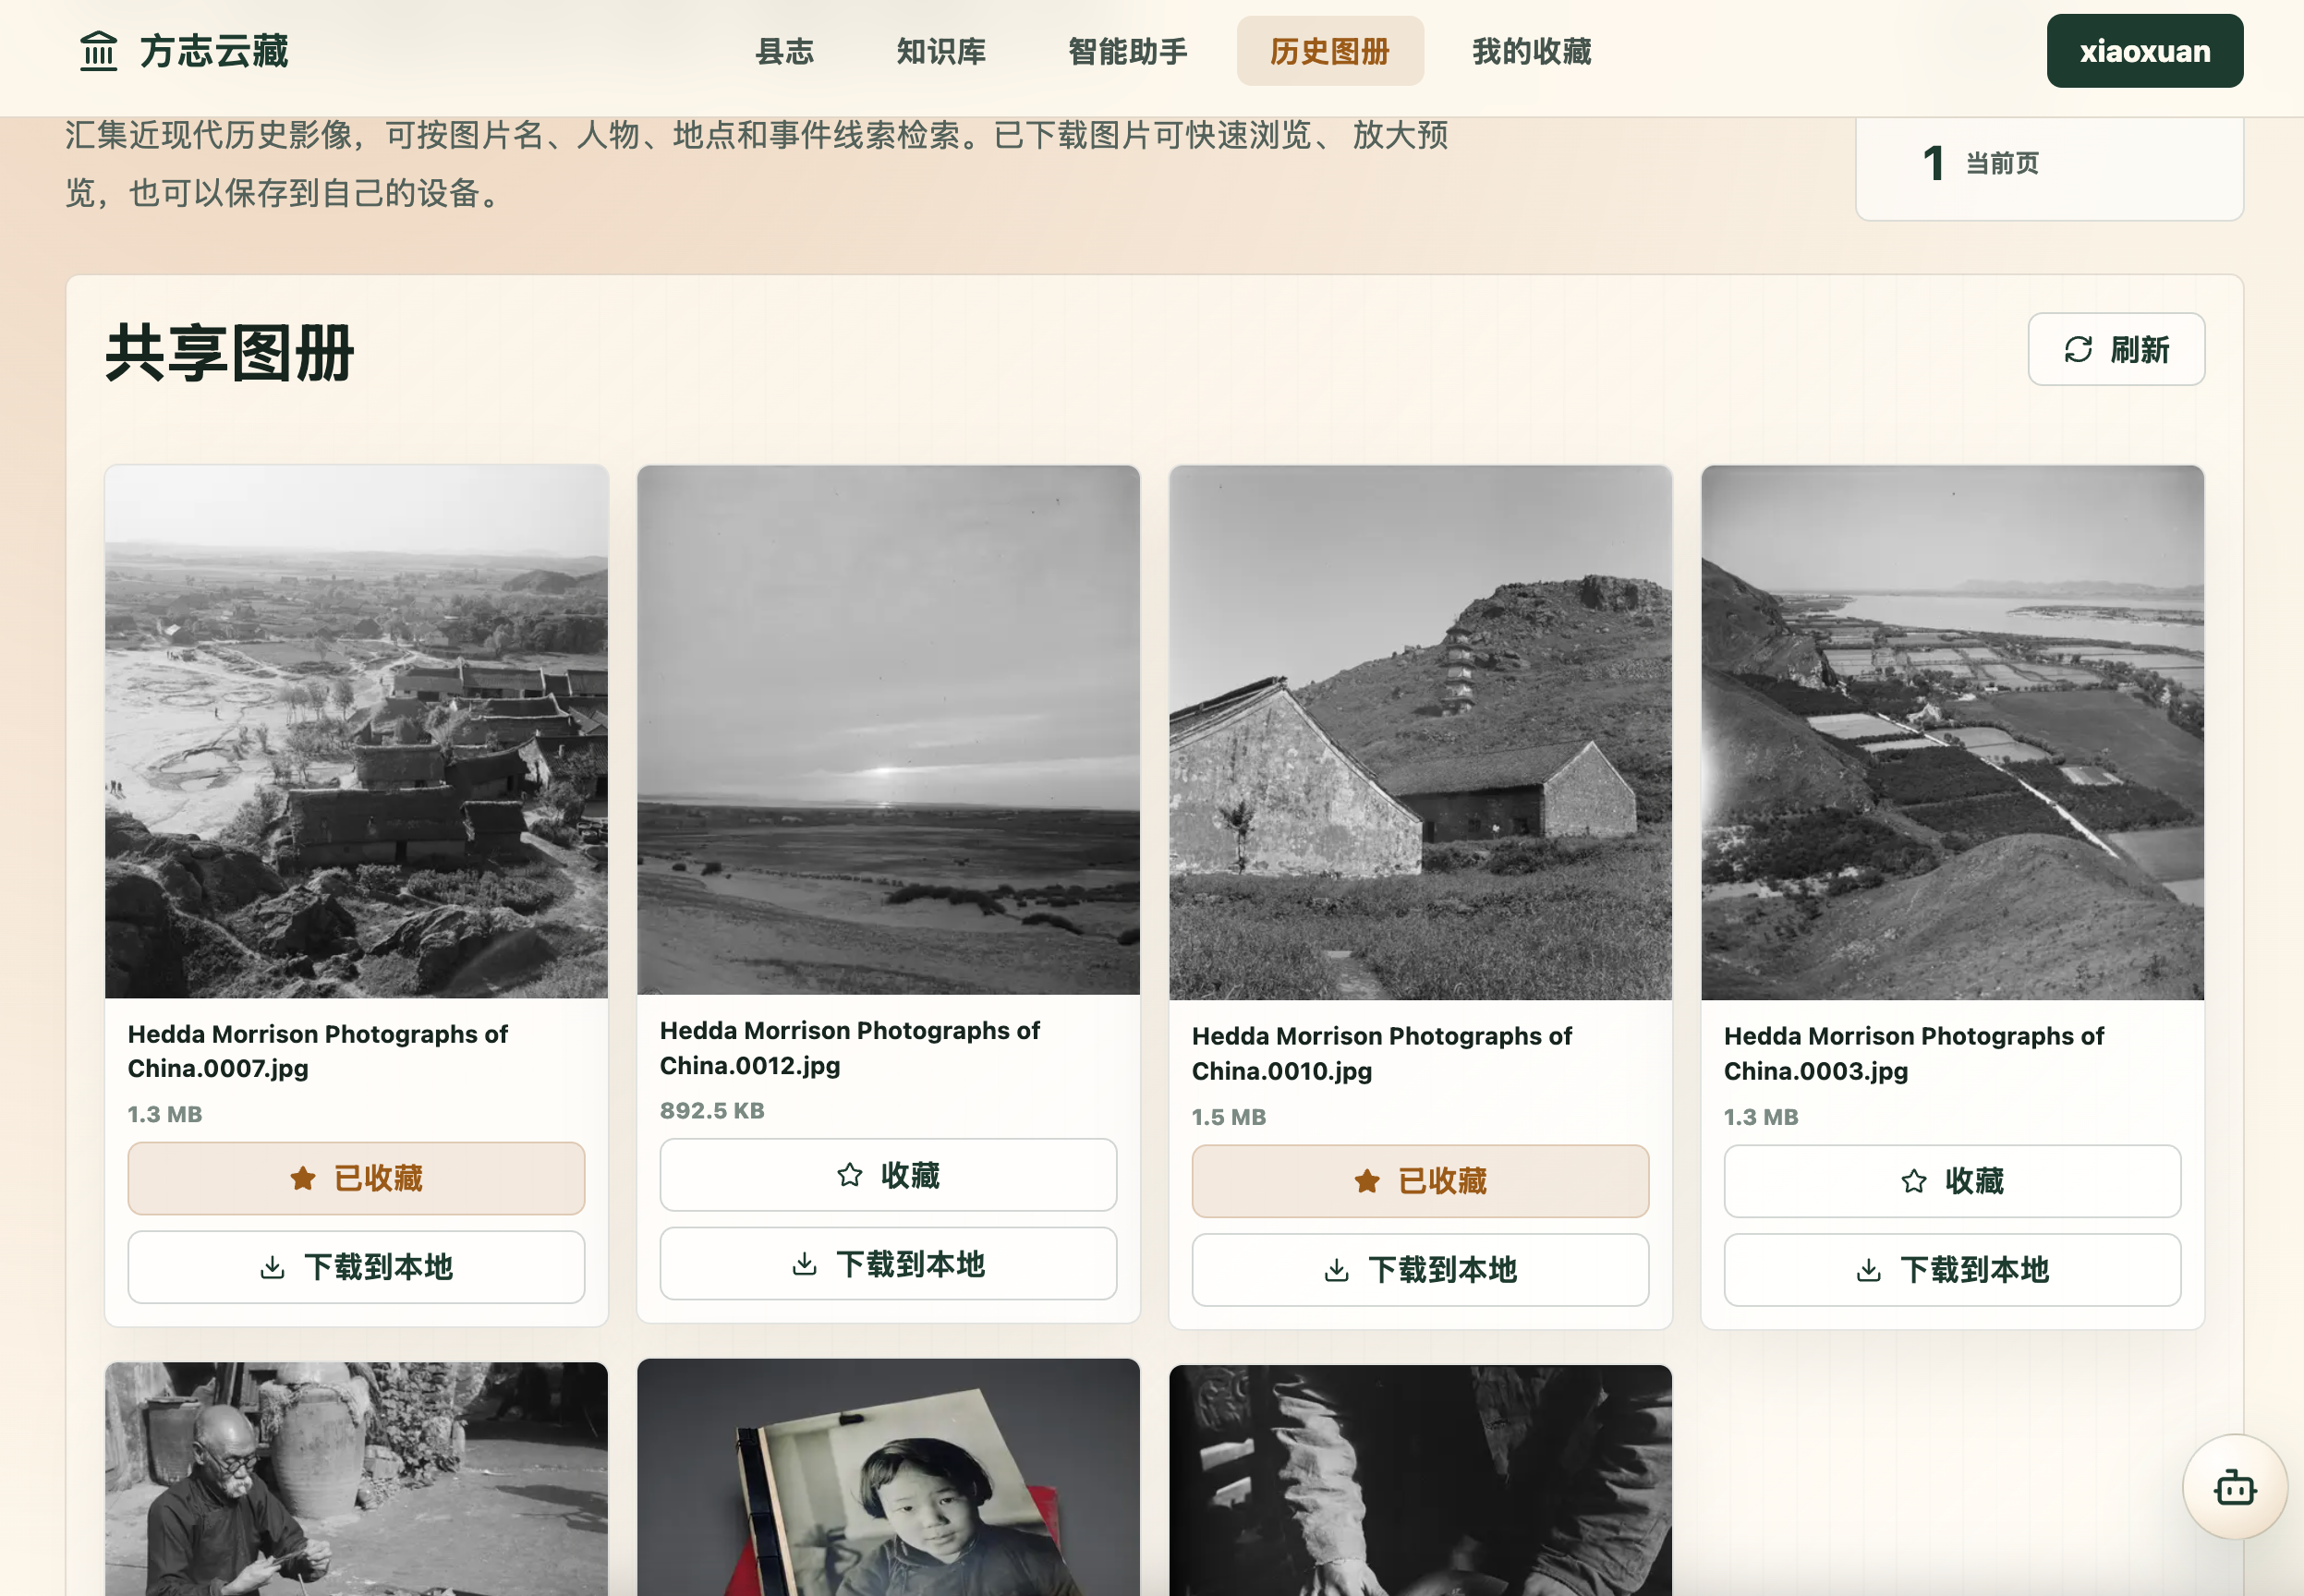 方志云藏
县志
知识库
智能助手
历史图册
我的收藏
xiaoxuan
汇集近现代历史影像，可按图片名、人物、地点和事件线索检索。已下载图片可快速浏览、 放大预
览，也可以保存到自己的设备。
1 当前页
共享图册
刷新
Hedda Morrison Photographs of
China.0007.jpg
1.3 MB
已收藏
下载到本地
Hedda Morrison Photographs of
China.0012.jpg
892.5 KB
收藏
下载到本地
Hedda Morrison Photographs of
China.0010.jpg
1.5 MB
已收藏
下载到本地
Hedda Morrison Photographs of
China.0003.jpg
1.3 MB
收藏
下载到本地